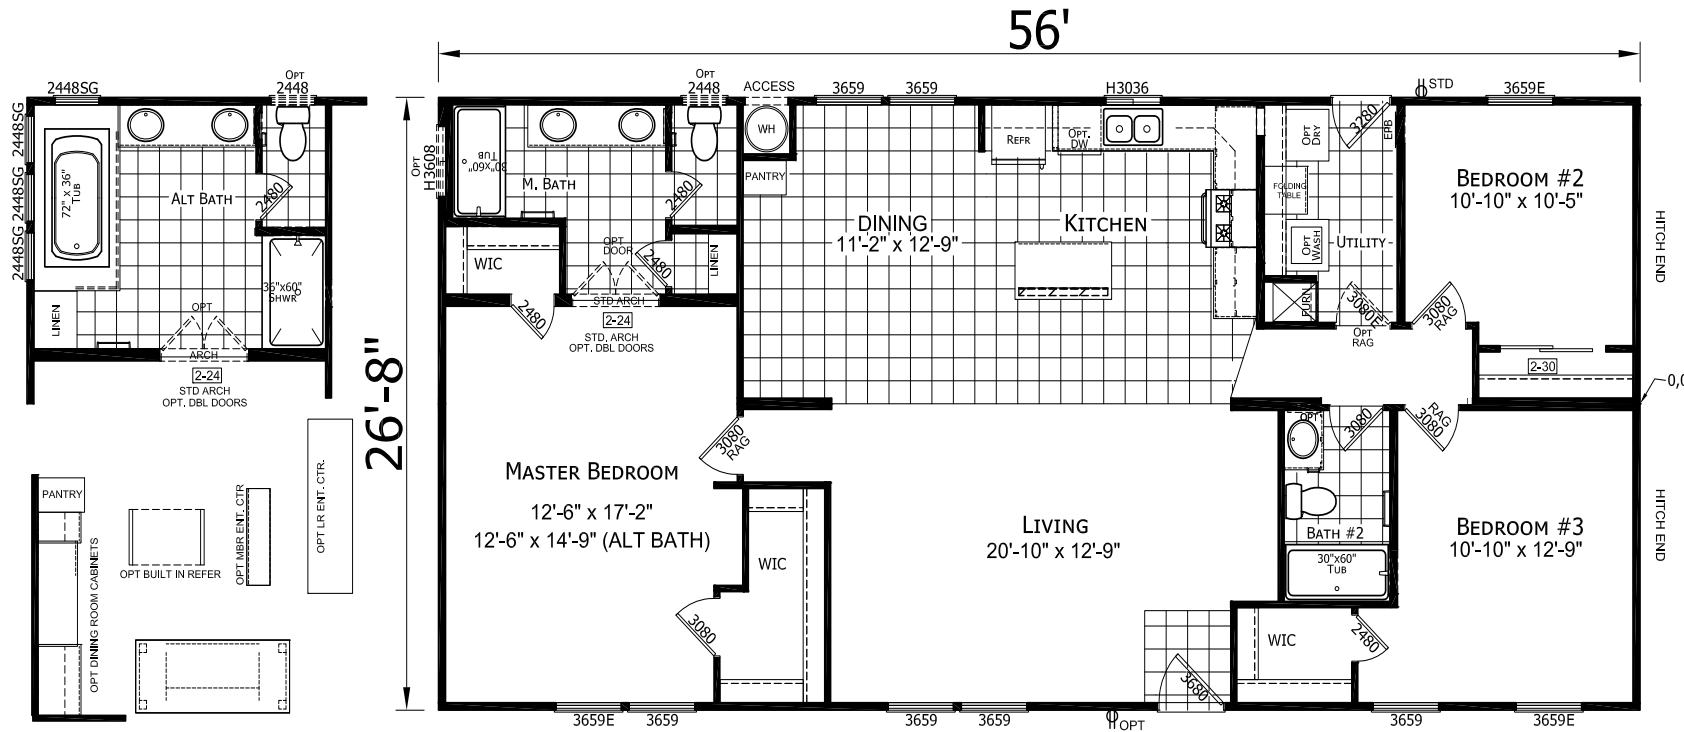 56'
26'-8"
2448SG
OPT
2448
2448SG
2448SG
2448SG
72" x 36"
TUB
ALT BATH
2480
36"x60"
SHWR
LINEN
OPT
ARCH
2-24
STD ARCH
OPT. DBL DOORS
PANTRY
OPT DINING ROOM CABINETS
OPT BUILT IN REFER
OPT MBR ENT. CTR
OPT LR ENT. CTR.
OPT
H3608
30"x60"
TUB
M. BATH
OPT
2448
2480
WIC
OPT
DOOR
2480
LINEN
2480
STD ARCH
2-24
STD. ARCH
OPT. DBL DOORS
ACCESS
WH
PANTRY
3659
3659
DINING
11'-2" x 12'-9"
REFR
OPT.
DW
H3036
KITCHEN
OPT
DRY
FOLDING
TABLE
OPT
WASH
UTILITY
FURN
3280
EPB
3080E
OPT
RAG
STD
3659E
BEDROOM #2
10'-10" x 10'-5"
3080
RAG
2-30
HITCH END
0,0
MASTER BEDROOM
12'-6" x 17'-2"
12'-6" x 14'-9" (ALT BATH)
3080
RAG
WIC
3080
3659E
3659
LIVING
20'-10" x 12'-9"
3659
3659
OPT
3680
OPT
3080
BATH #2
30"x60"
TUB
WIC
2480
RAG
3080
BEDROOM #3
10'-10" x 12'-9"
HITCH END
3659
3659E